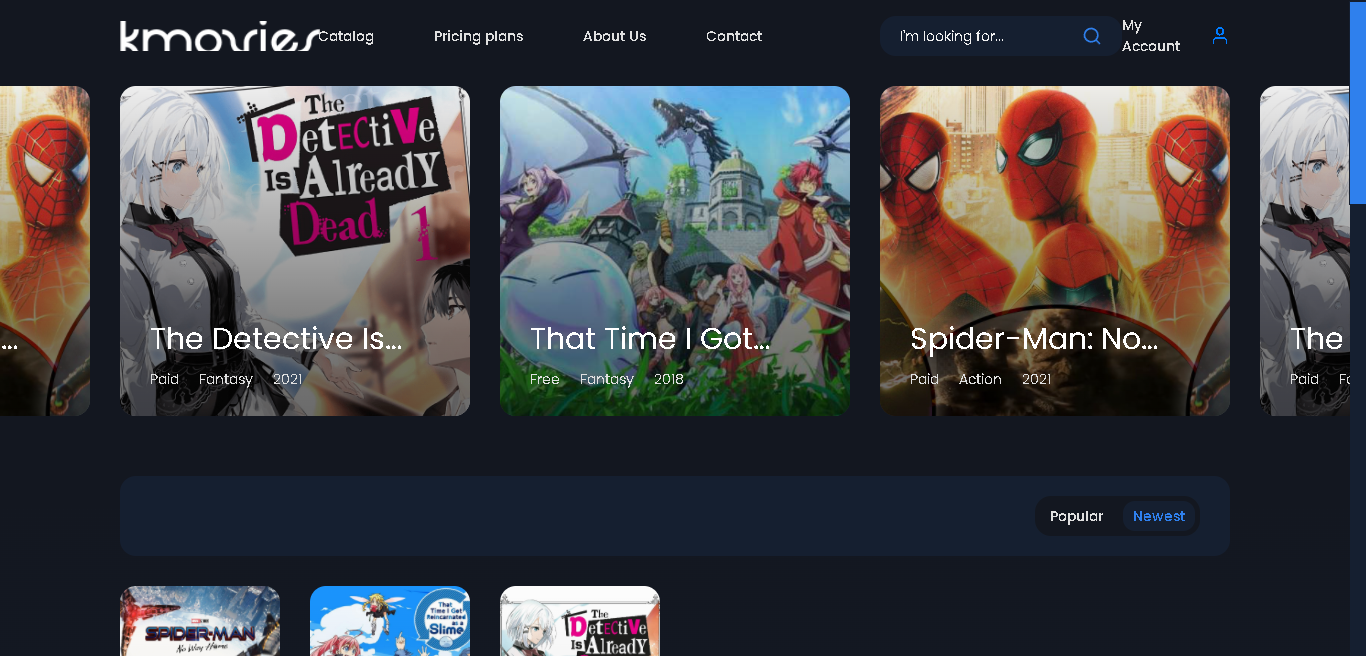 kmovries
Catalog
Pricing plans
About Us
Contact
I'm looking for...
My
Account
...
The
Detective
Is Already
Dead 1
The Detective Is...
Paid Fantasy 2021
That Time I Got...
Free Fantasy 2018
Spider-Man: No...
Paid Action 2021
The
Paid
Popular
Newest
SPIDER-MAN
No Way Home
That
Time I Got
Reincarnated
as a
Slime
The
Detective
Is Already